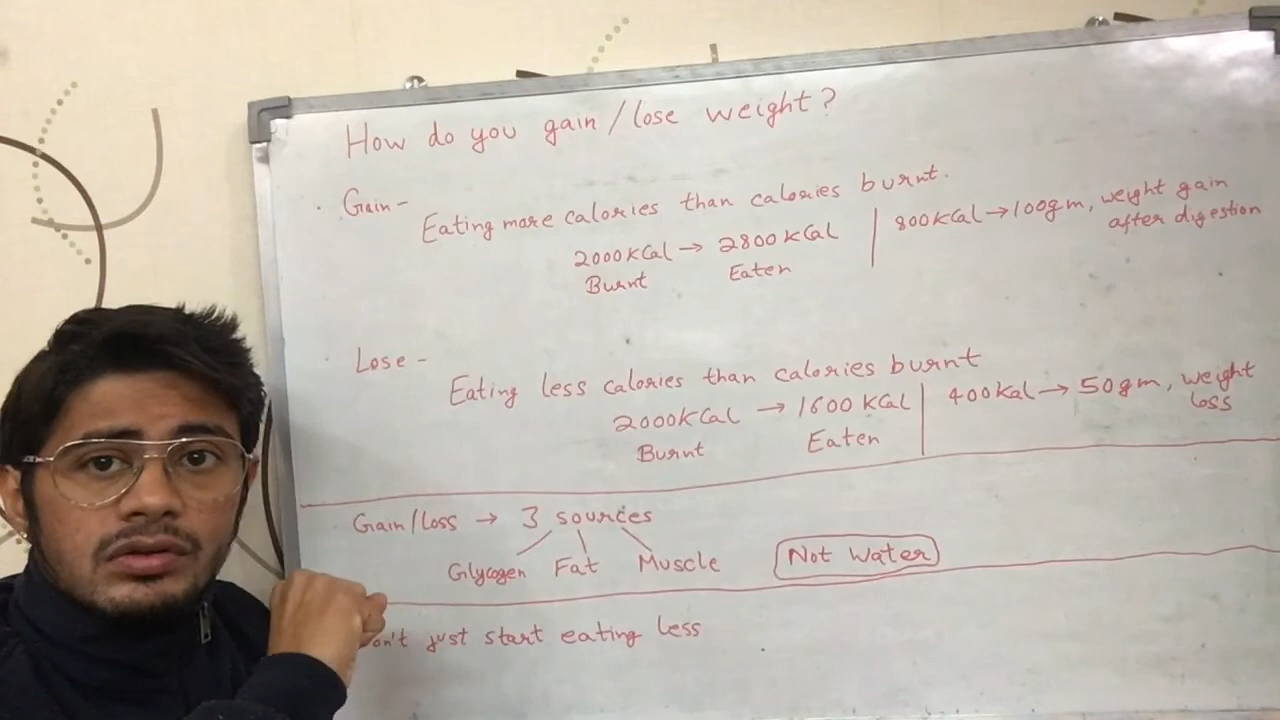 How do you gain/lose weight?
· Gain-
Eating more calories than calories burnt.
2000KCal → 2800KCal | 800KCal → 100gm, weight gain
after digestion
Burnt Eaten
· Lose-
Eating less calories than calories burnt
2000KCal → 1600KCal | 400Kal → 50gm, weight
loss
Burnt Eaten
Gain/Loss → 3 sources
Glycogen Fat Muscle Not Water
on't just start eating less